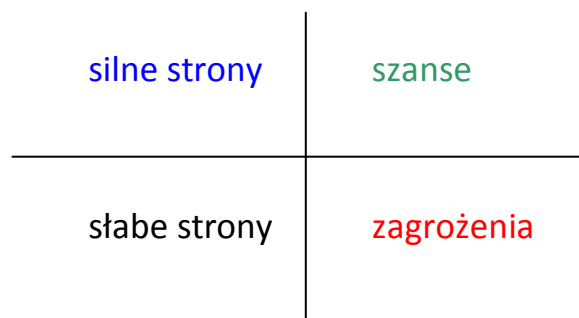 silne strony
szanse
słabe strony
zagrożenia